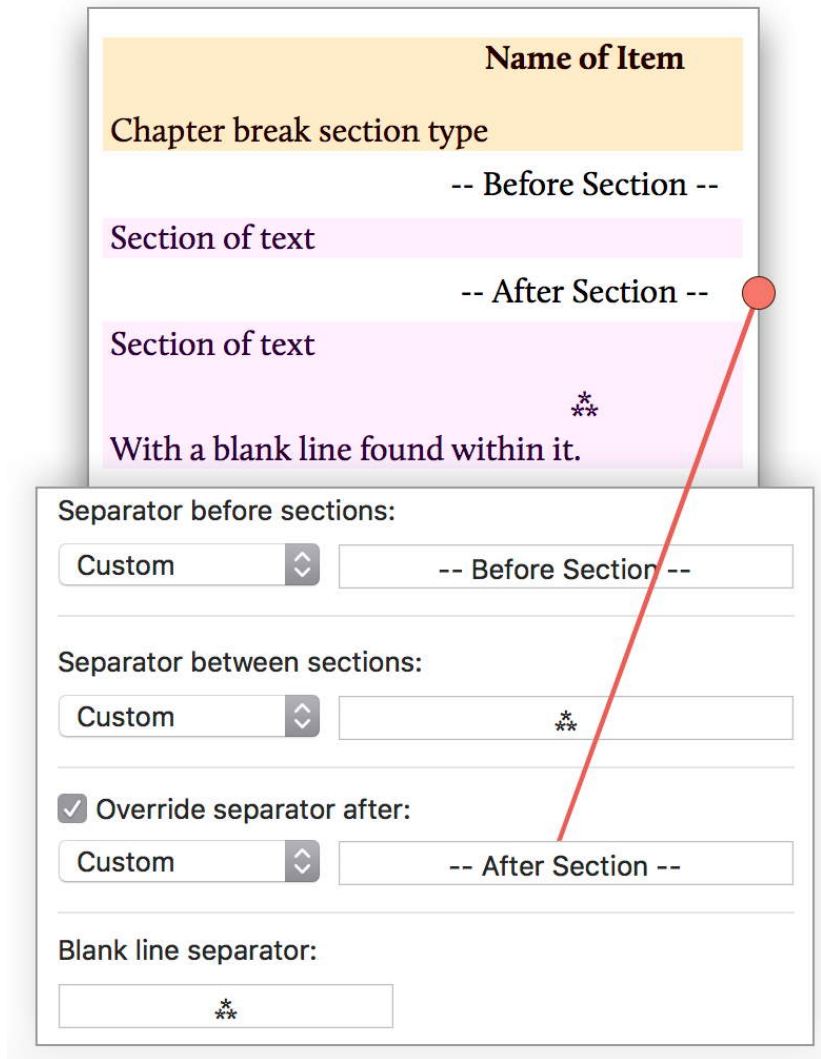 Name of Item
Chapter break section type
-- Before Section --
Section of text
-- After Section --
Section of text
⁂
With a blank line found within it.
Separator before sections:
Custom -- Before Section --
Separator between sections:
Custom ⁂
Override separator after:
Custom -- After Section --
Blank line separator:
⁂